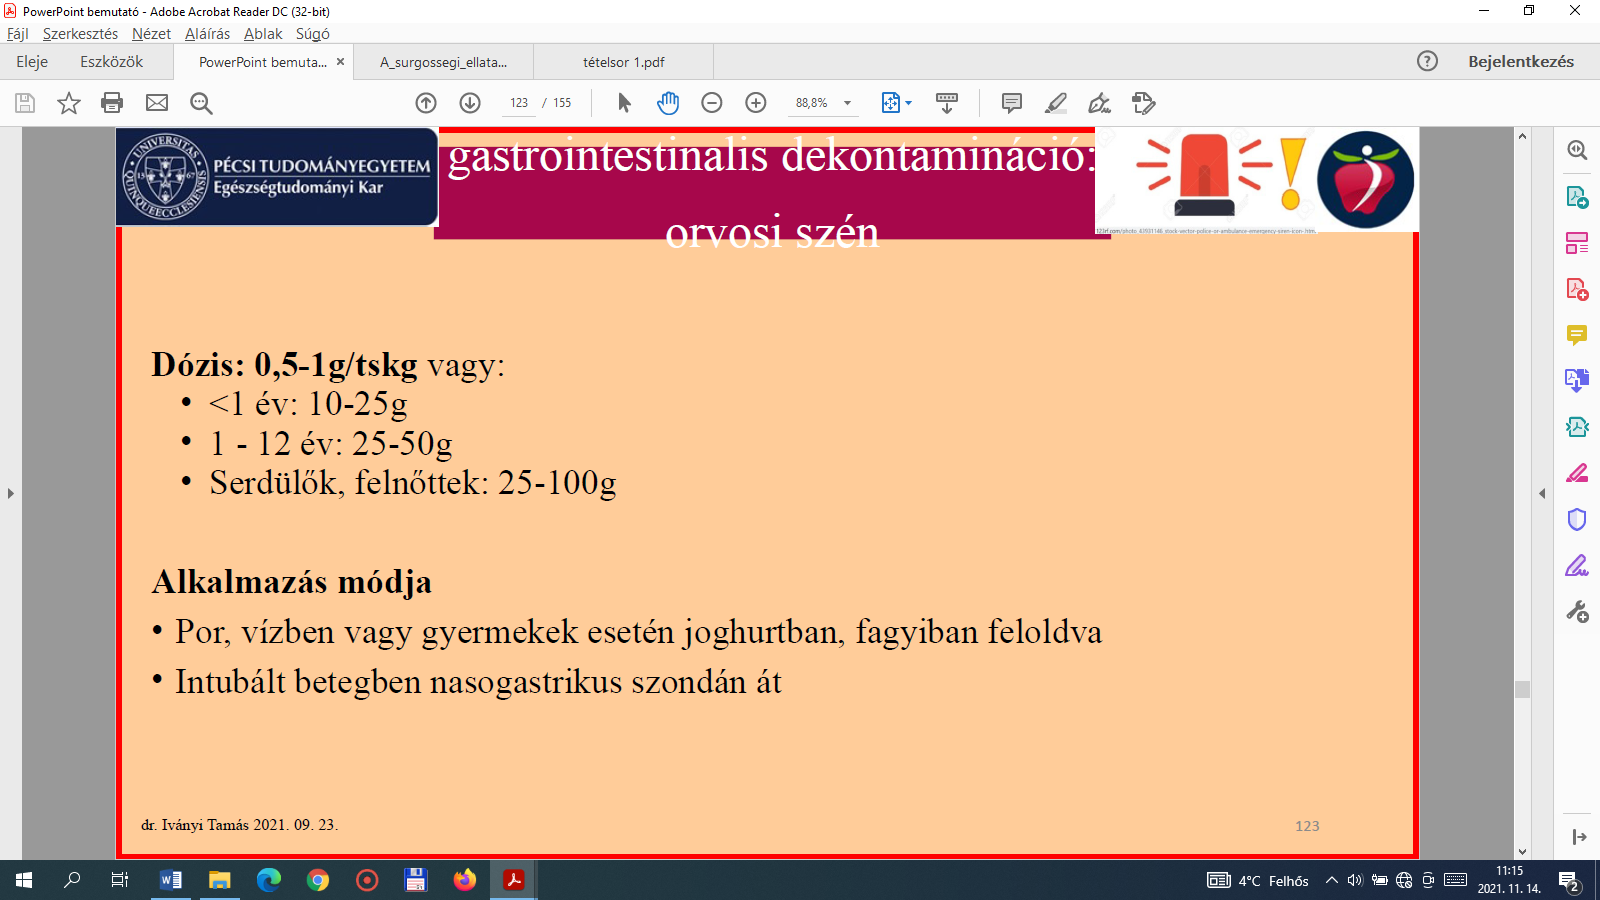 PowerPoint bemutató - Adobe Acrobat Reader DC (32-bit)
Fájl Szerkesztés Nézet Aláírás Ablak Súgó
Eleje Eszközök PowerPoint bemuta... × A_surgossegi_ellata... tételsor 1.pdf ? Bejelentkezés
123 / 155 88,8%
UNIVERSITAS QUINQUEECCLESIENSIS 1367
PÉCSI TUDOMÁNYEGYETEM
Egészségtudományi Kar
gastrointestinalis dekontamináció:
orvosi szén
Dózis: 0,5-1g/tskg vagy:
• <1 év: 10-25g
• 1 - 12 év: 25-50g
• Serdülők, felnőttek: 25-100g
Alkalmazás módja
• Por, vízben vagy gyermekek esetén joghurtban, fagyiban feloldva
• Intubált betegben nasogastrikus szondán át
dr. Iványi Tamás 2021. 09. 23.
123
4°C Felhős
11:15
2021. 11. 14.
2